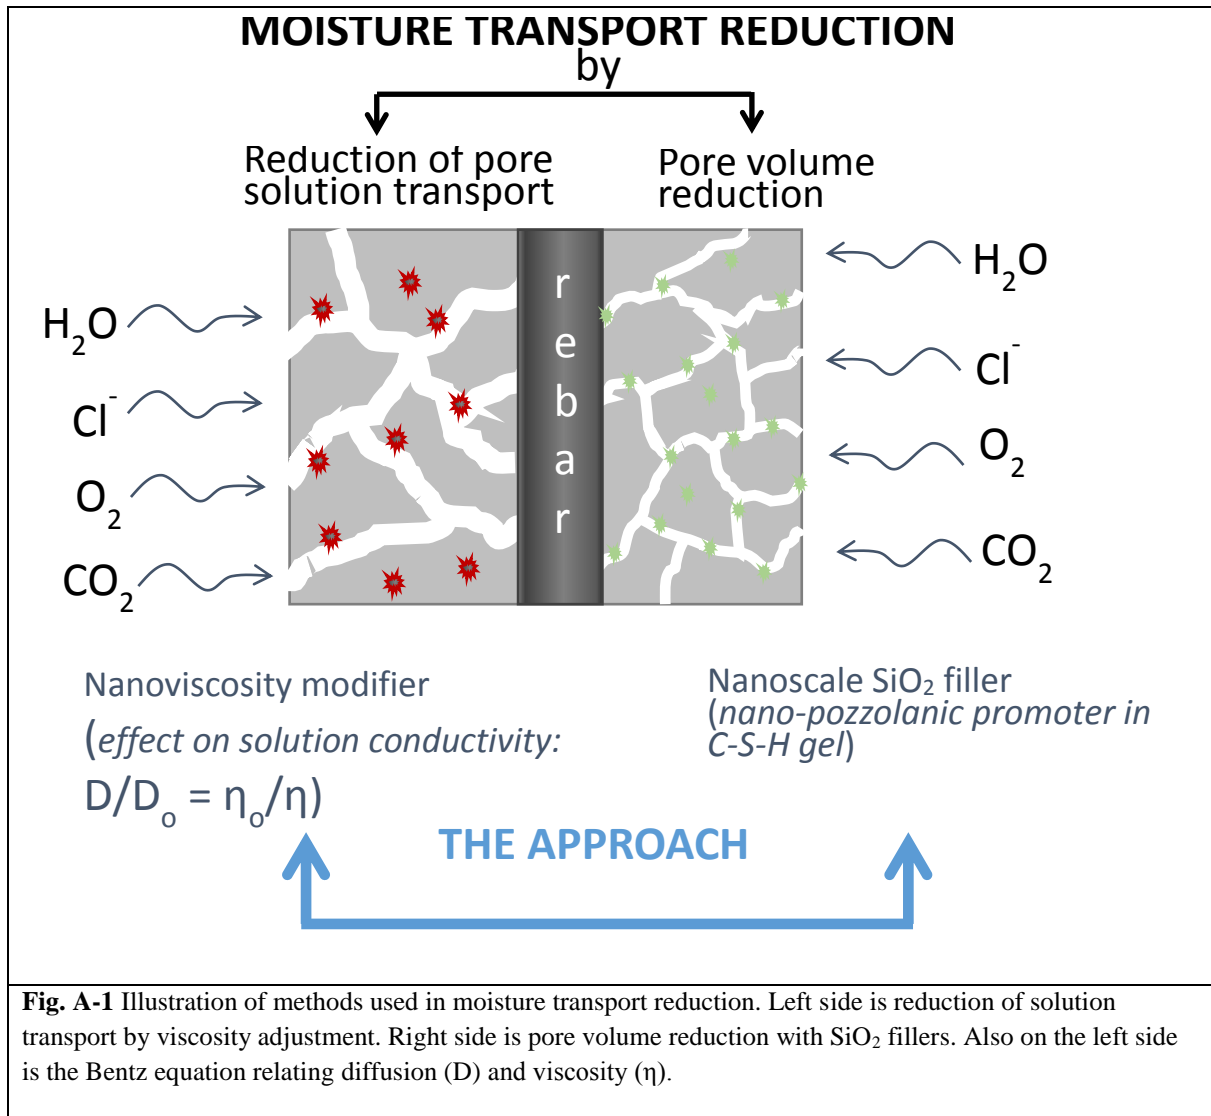 MOISTURE TRANSPORT REDUCTION
by
Reduction of pore
solution transport
Pore volume
reduction
H₂O
Cl⁻
O₂
CO₂
rebar
H₂O
Cl⁻
O₂
CO₂
Nanoviscosity modifier
(effect on solution conductivity:
D/Dₒ = ηₒ/η)
Nanoscale SiO₂ filler
(nano-pozzolanic promoter in
C-S-H gel)
THE APPROACH
Fig. A-1 Illustration of methods used in moisture transport reduction. Left side is reduction of solution
transport by viscosity adjustment. Right side is pore volume reduction with SiO₂ fillers. Also on the left side
is the Bentz equation relating diffusion (D) and viscosity (η).